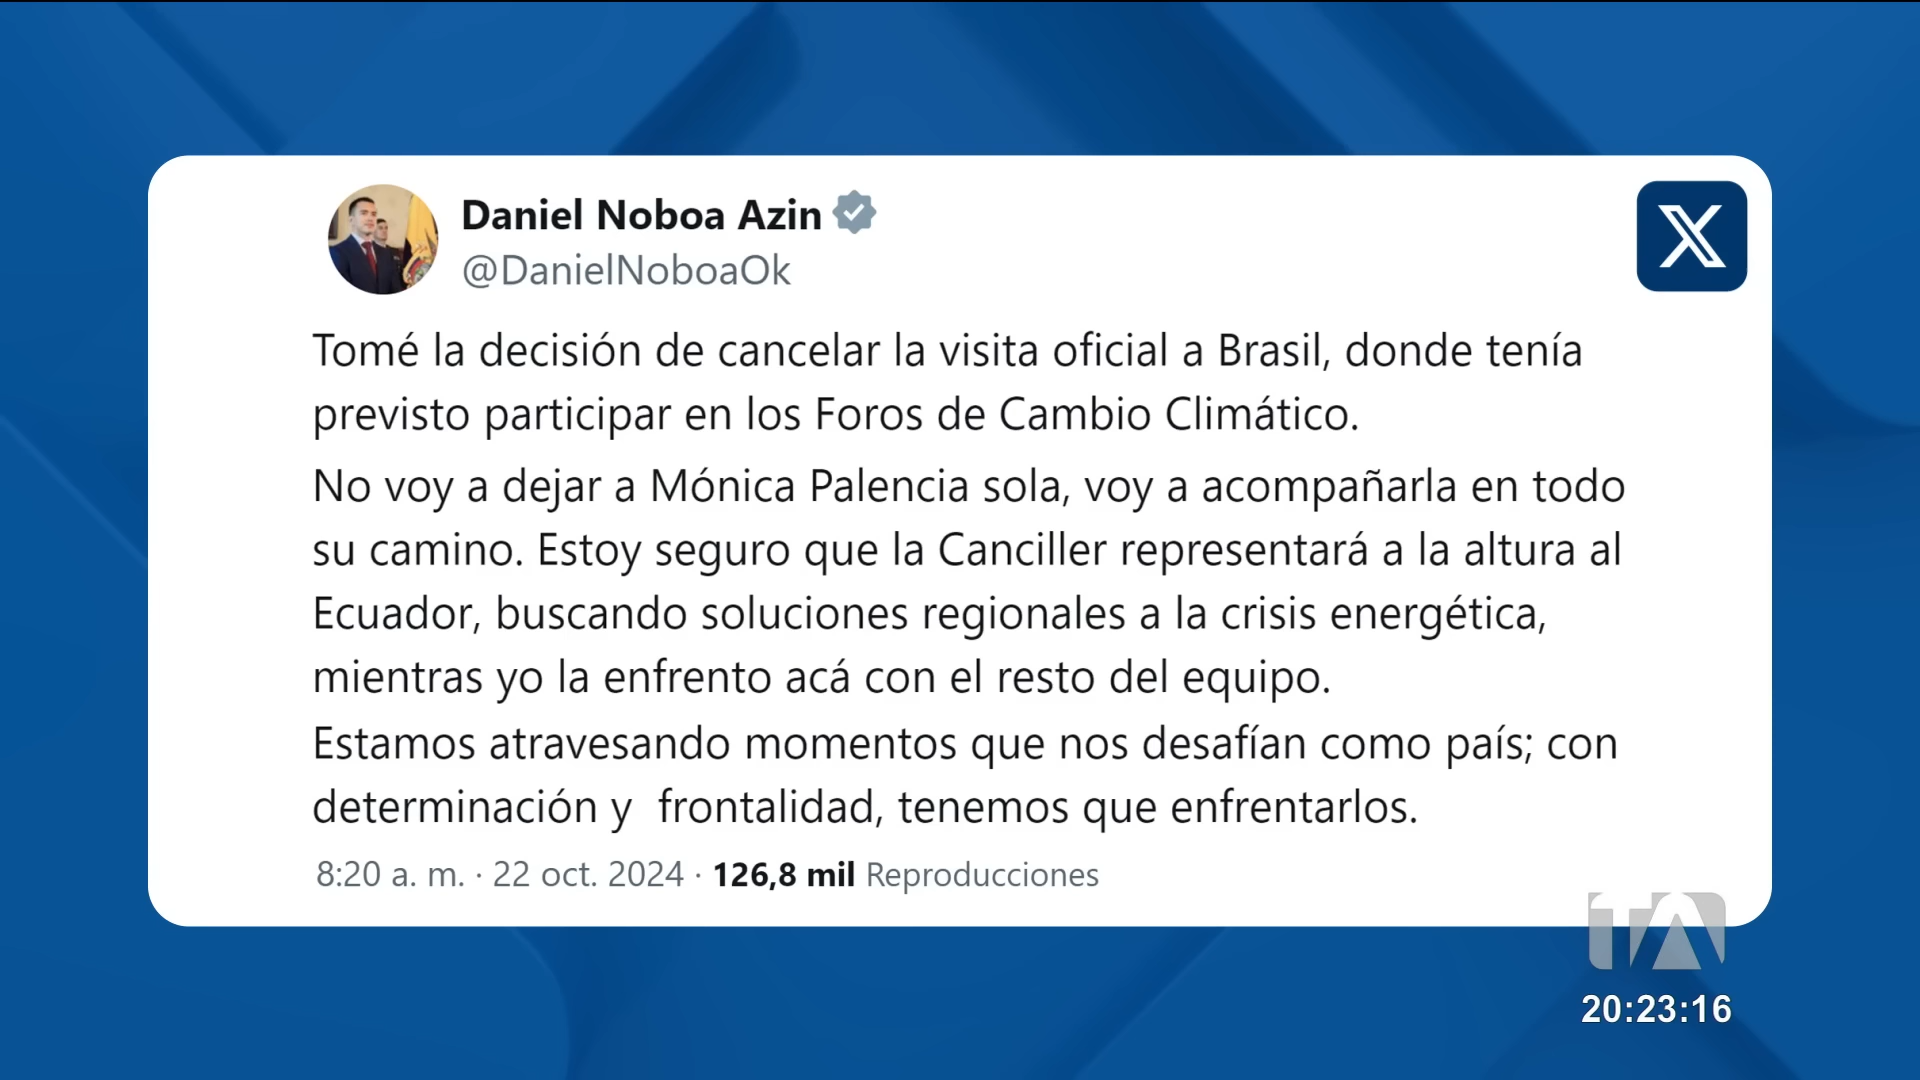 Daniel Noboa Azin
@DanielNoboaOk
X
Tomé la decisión de cancelar la visita oficial a Brasil, donde tenía
previsto participar en los Foros de Cambio Climático.
No voy a dejar a Mónica Palencia sola, voy a acompañarla en todo
su camino. Estoy seguro que la Canciller representará a la altura al
Ecuador, buscando soluciones regionales a la crisis energética,
mientras yo la enfrento acá con el resto del equipo.
Estamos atravesando momentos que nos desafían como país; con
determinación y  frontalidad, tenemos que enfrentarlos.
8:20 a. m. · 22 oct. 2024 · 126,8 mil Reproducciones
TA
20:23:16